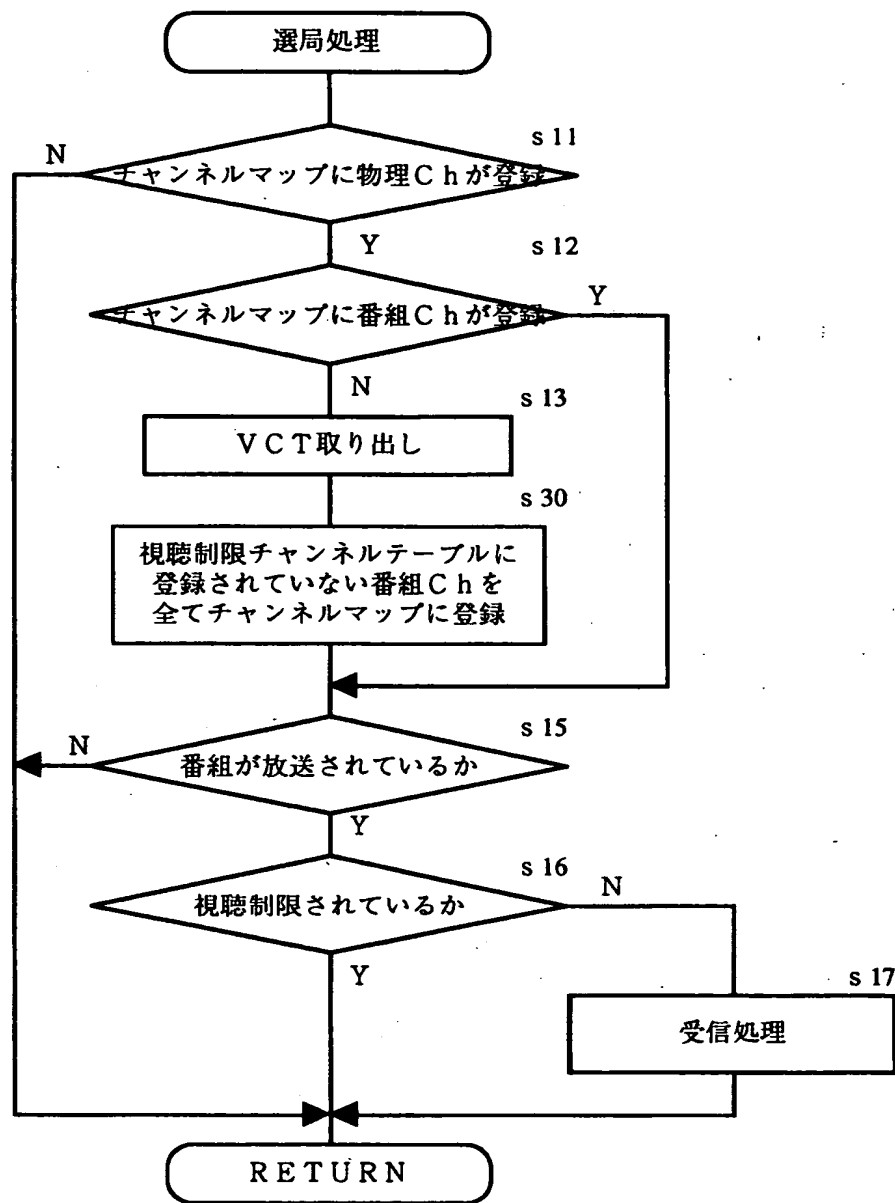 選局処理
s 11
N
チャンネルマップに物理Chが登録
Y
s 12
チャンネルマップに番組Chが登録
Y
N
s 13
VCT取り出し
s 30
視聴制限チャンネルテーブルに
登録されていない番組Chを
全てチャンネルマップに登録
s 15
N
番組が放送されているか
Y
s 16
視聴制限されているか
N
Y
s 17
受信処理
RETURN